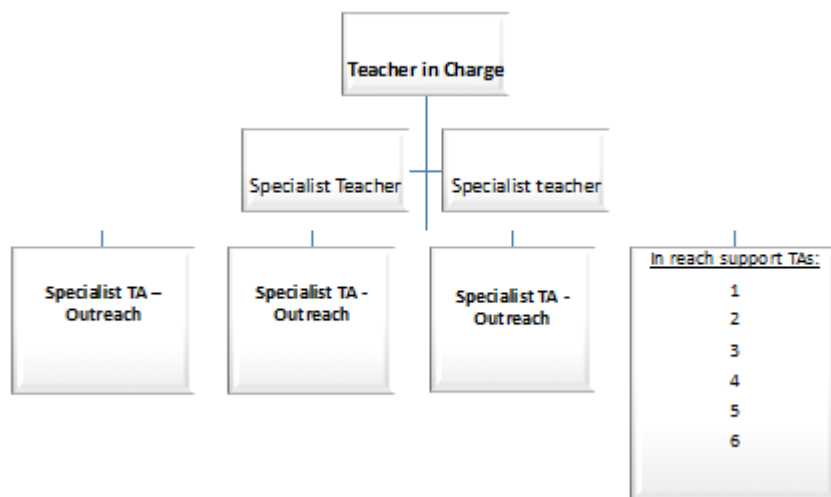 Teacher in Charge
Specialist Teacher
Specialist teacher
Specialist TA –
Outreach
Specialist TA -
Outreach
Specialist TA -
Outreach
In reach support TAs:
1
2
3
4
5
6